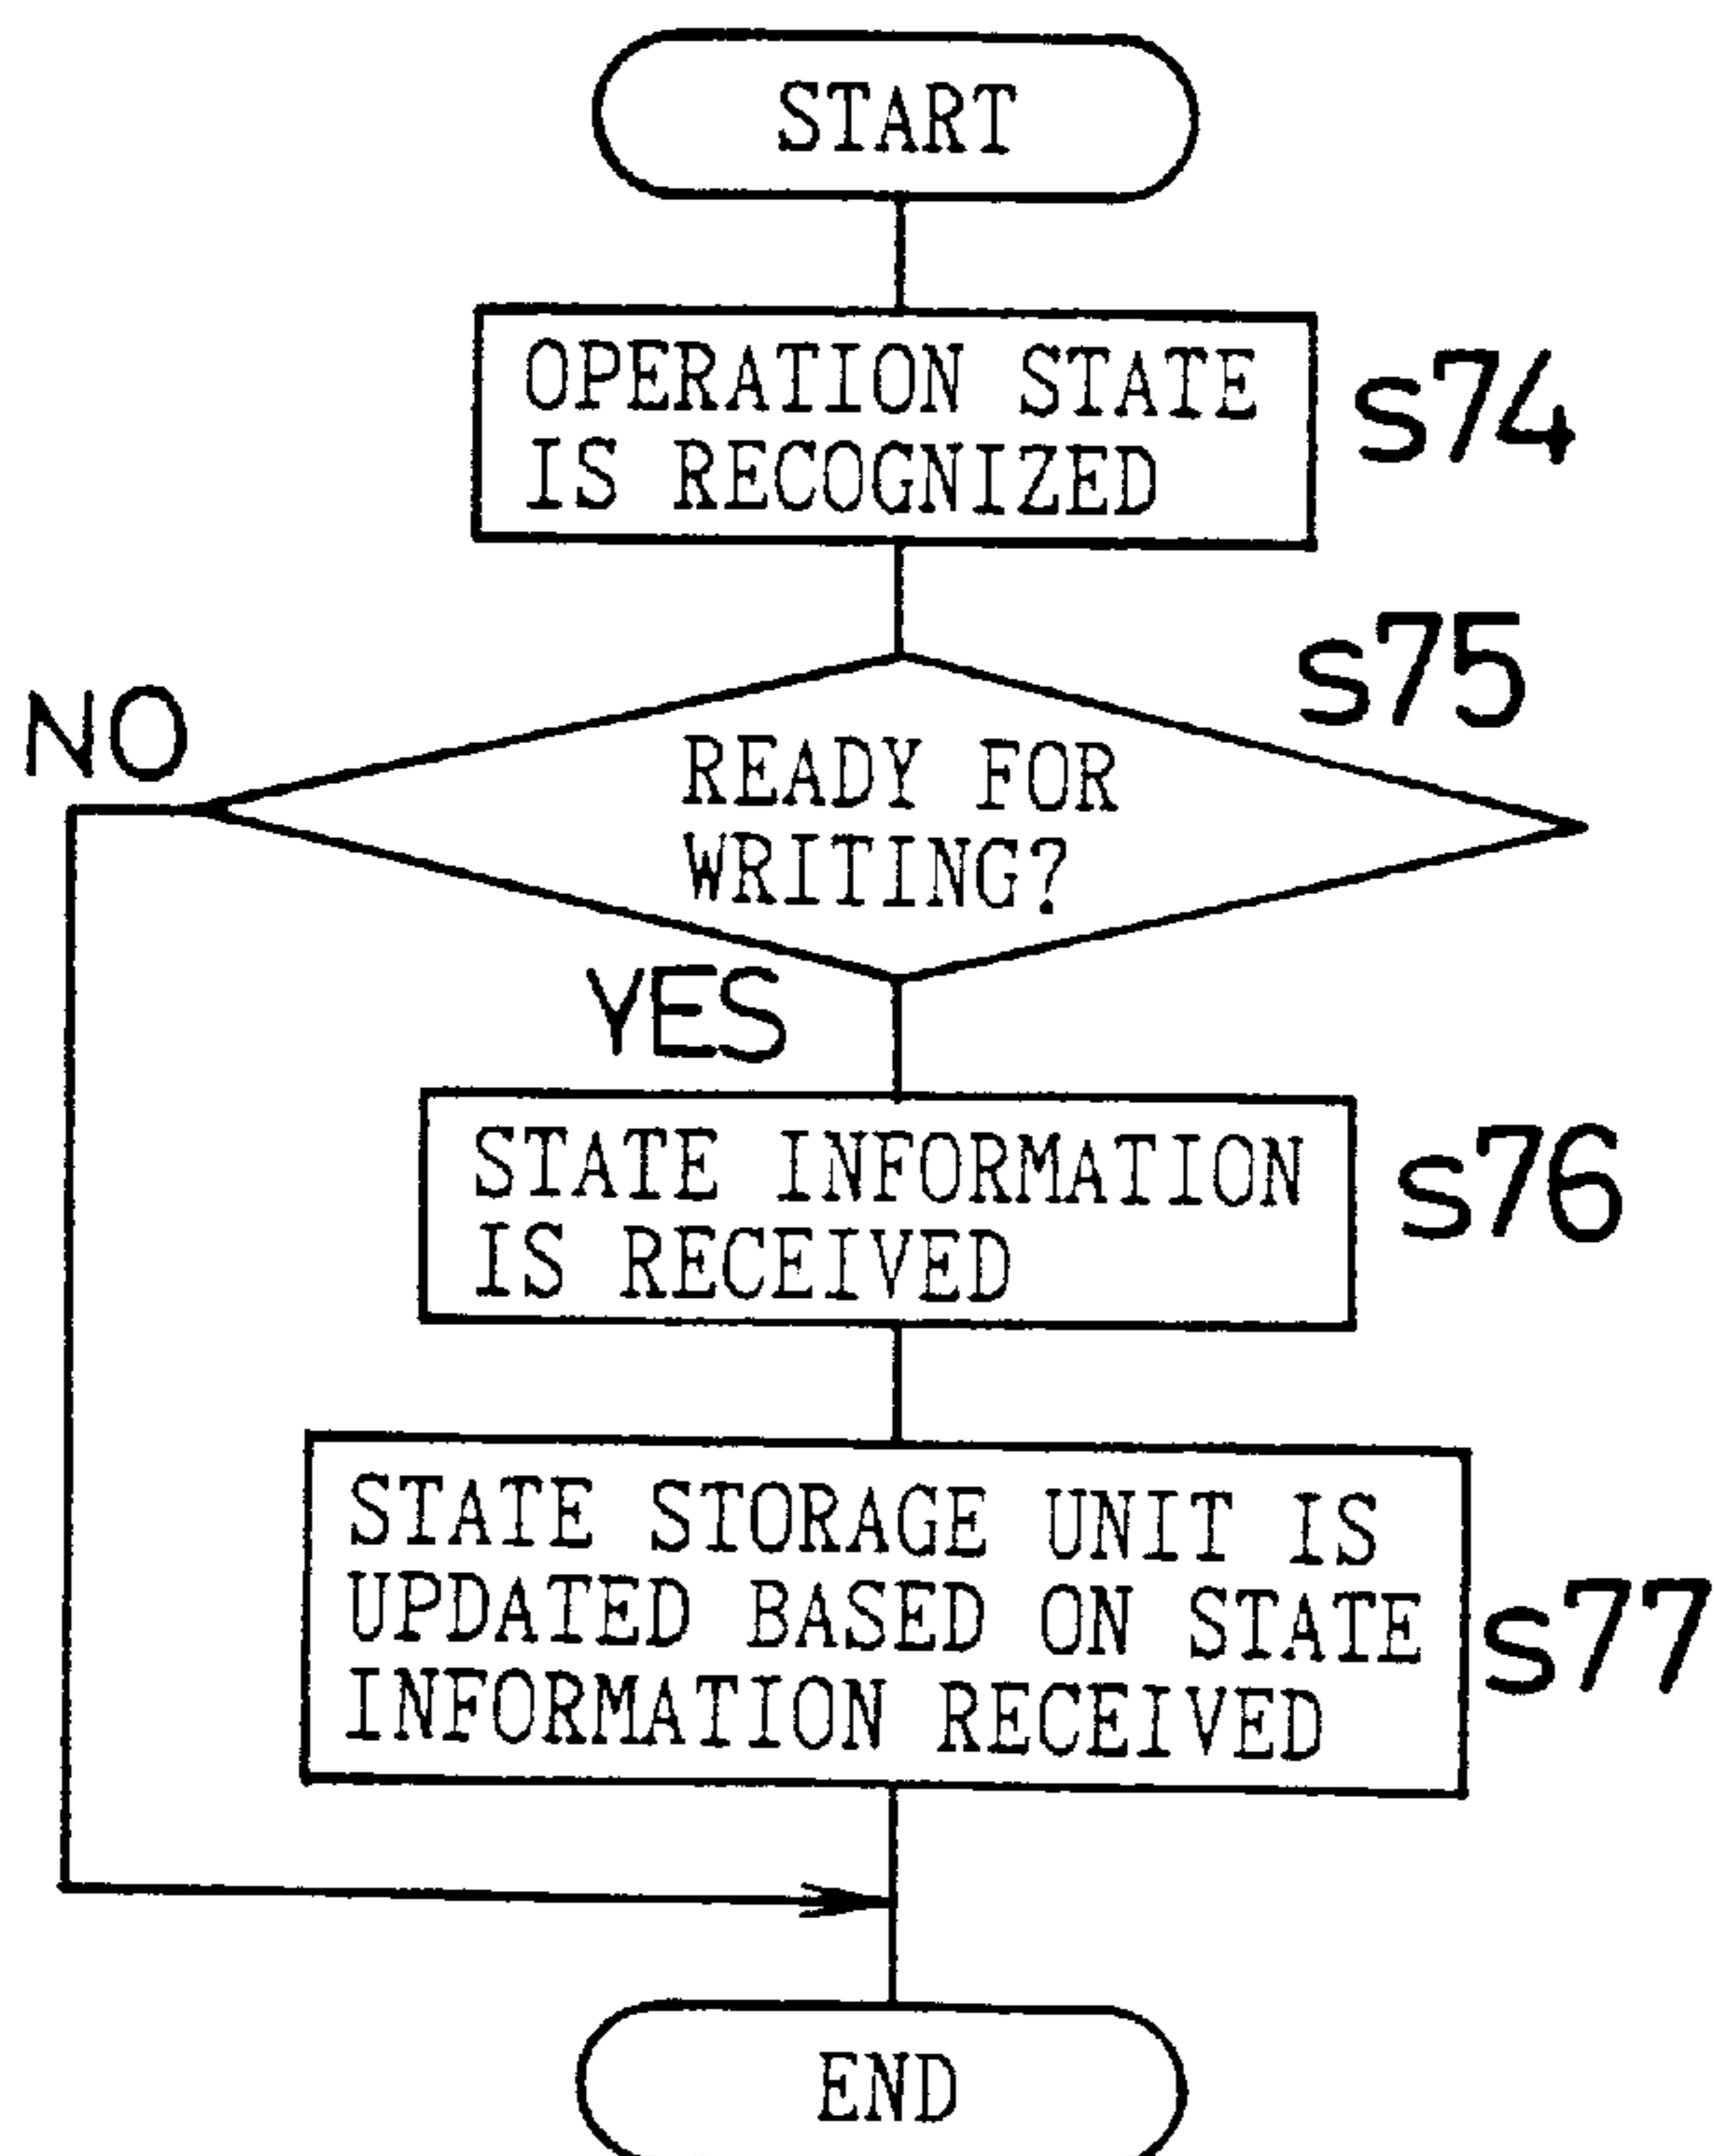 START
OPERATION STATE
IS RECOGNIZED
s74
s75
NO
READY FOR
WRITING?
YES
STATE INFORMATION
IS RECEIVED
s76
STATE STORAGE UNIT IS
UPDATED BASED ON STATE
INFORMATION RECEIVED
s77
END